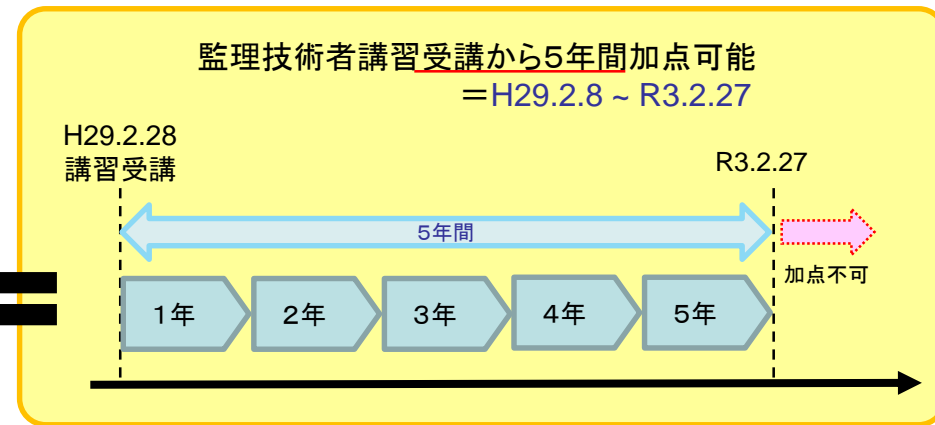 監理技術者講習受講から5年間加点可能
＝H29.2.8 ~ R3.2.27
H29.2.28
講習受講
R3.2.27
5年間
加点不可
1年
2年
3年
4年
5年